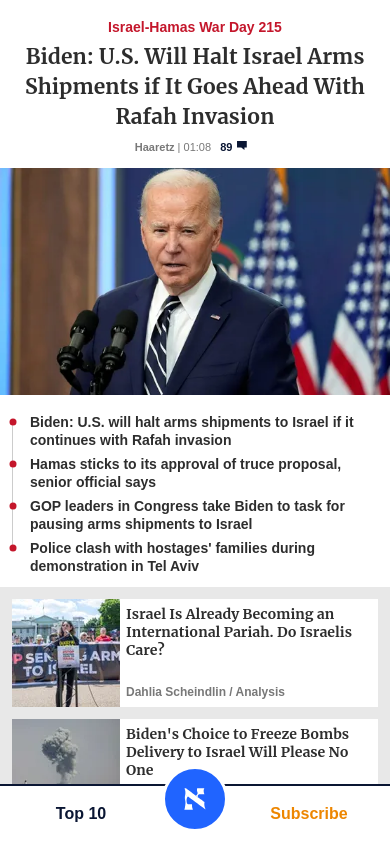 Israel-Hamas War Day 215
Biden: U.S. Will Halt Israel Arms
Shipments if It Goes Ahead With
Rafah Invasion
Haaretz | 01:08 89
Biden: U.S. will halt arms shipments to Israel if it
continues with Rafah invasion
Hamas sticks to its approval of truce proposal,
senior official says
GOP leaders in Congress take Biden to task for
pausing arms shipments to Israel
Police clash with hostages' families during
demonstration in Tel Aviv
Israel Is Already Becoming an
International Pariah. Do Israelis
Care?
Dahlia Scheindlin / Analysis
TO ISRAEL
Biden's Choice to Freeze Bombs
Delivery to Israel Will Please No
One
Top 10
Subscribe